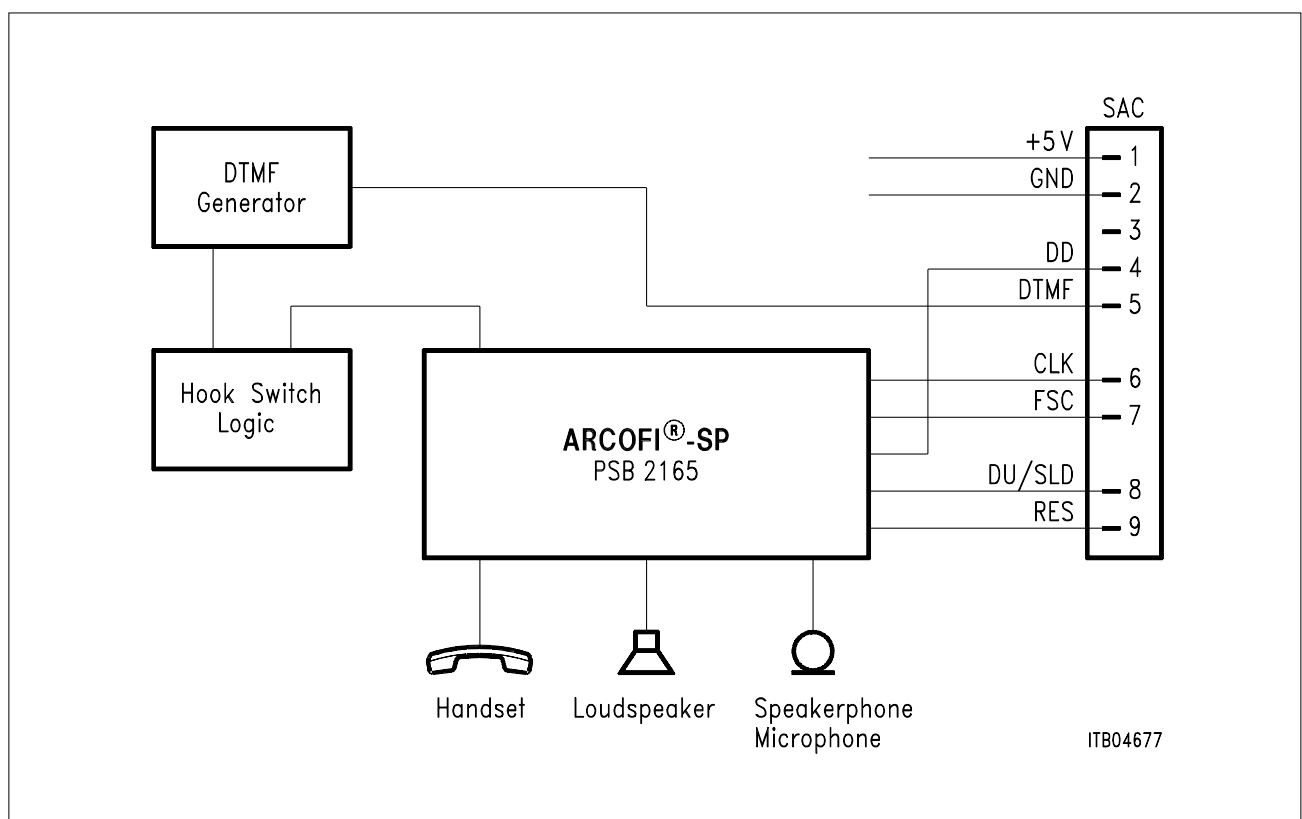 SAC
+5V
1
GND
2
3
DD
4
DTMF
5
CLK
6
FSC
7
DU/SLD
8
RES
9
DTMF
Generator
Hook Switch
Logic
ARCOFI®-SP
PSB 2165
Handset
Loudspeaker
Speakerphone
Microphone
ITB04677